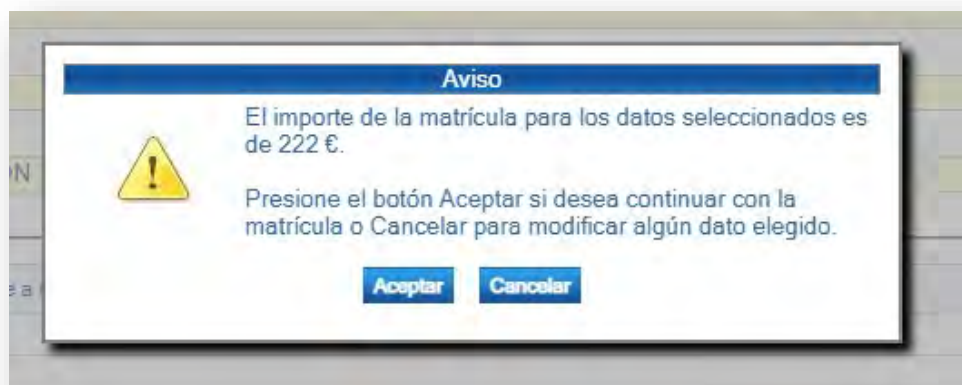 Aviso
El importe de la matrícula para los datos seleccionados es
de 222 €.
Presione el botón Aceptar si desea continuar con la
matrícula o Cancelar para modificar algún dato elegido.
Aceptar Cancelar